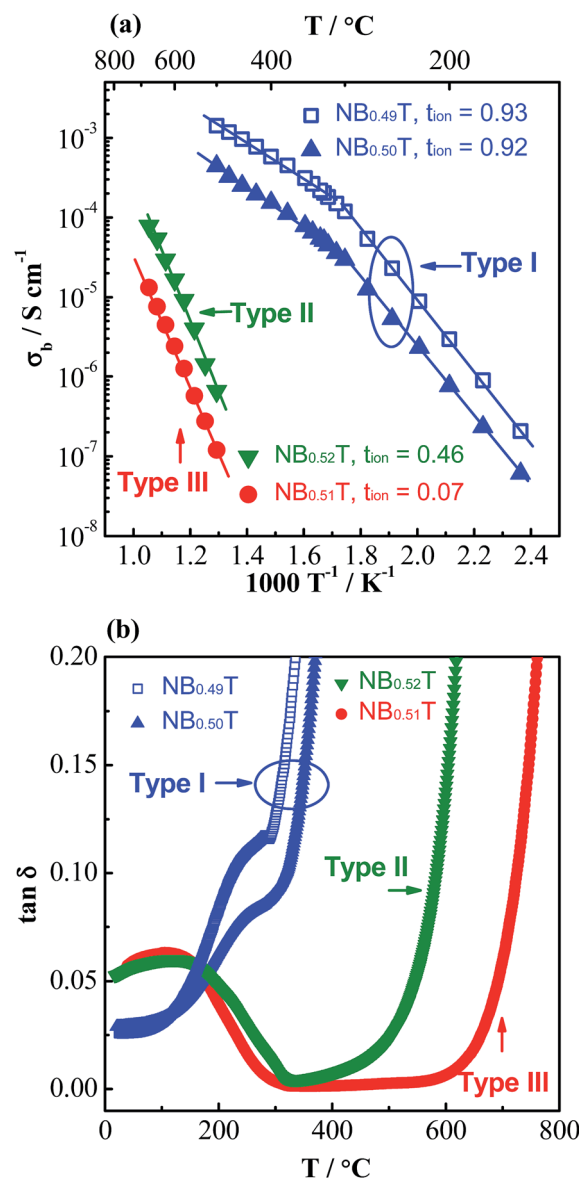 (a)
T / °C
800 600 400 200
NB0.49T, tion = 0.93
NB0.50T, tion = 0.92
10-3
10-4
10-5
10-6
10-7
10-8
σb / S cm-1
Type I
Type II
Type III
NB0.52T, tion = 0.46
NB0.51T, tion = 0.07
1.0 1.2 1.4 1.6 1.8 2.0 2.2 2.4
1000 T-1 / K-1
(b)
0.20
0.15
0.10
0.05
0.00
tan δ
NB0.49T
NB0.50T
NB0.52T
NB0.51T
Type I
Type II
Type III
0 200 400 600 800
T / °C